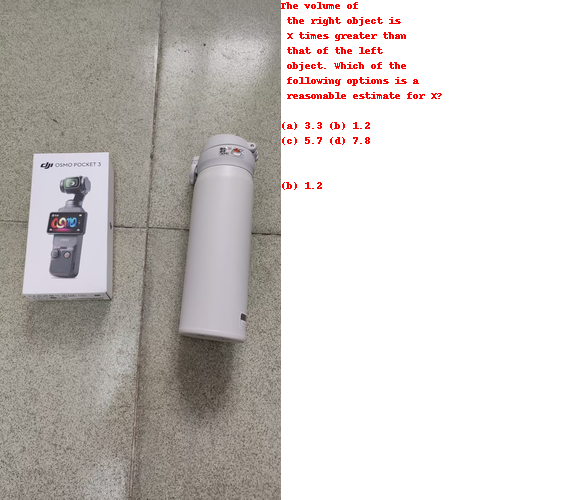 dji OSMO POCKET 3
The volume of
the right object is
X times greater than
that of the left
object. Which of the
following options is a
reasonable estimate for X?
(a) 3.3 (b) 1.2
(c) 5.7 (d) 7.8
(b) 1.2